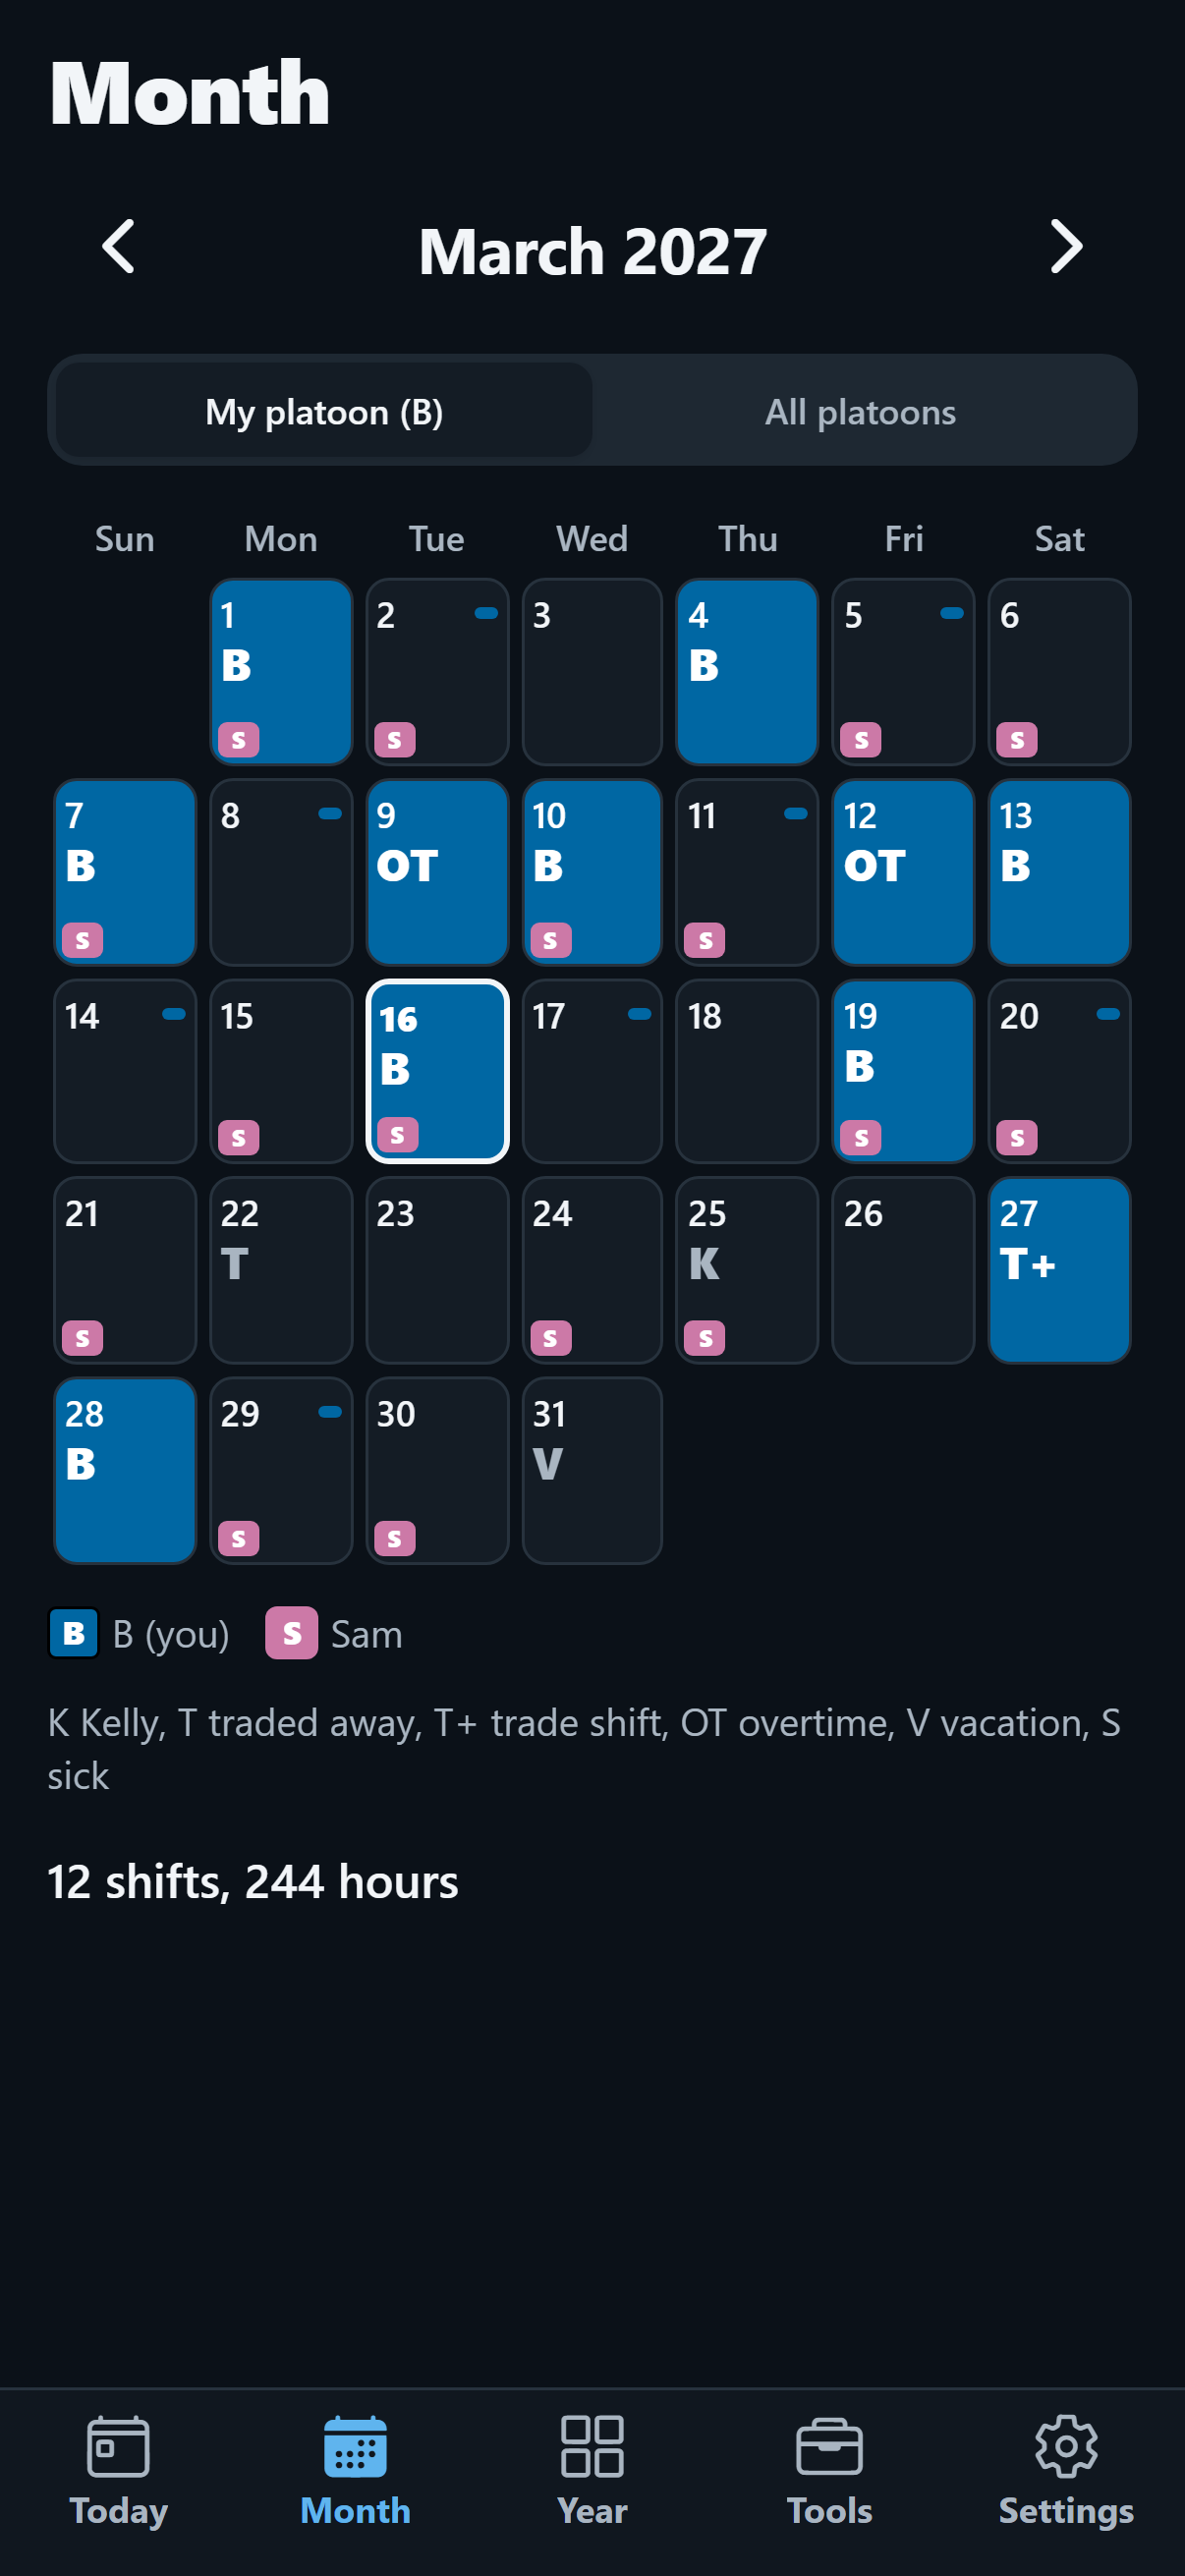 Month
March 2027
My platoon (B) All platoons
Sun Mon Tue Wed Thu Fri Sat
1 2 3 4 5 6
B B
S S S S
7 8 9 10 11 12 13
B OT B OT B
S S S
14 15 16 17 18 19 20
B B
S S S S
21 22 23 24 25 26 27
T K T+
S S S
28 29 30 31
B V
S S
B B (you) S Sam
K Kelly, T traded away, T+ trade shift, OT overtime, V vacation, S
sick
12 shifts, 244 hours
Today Month Year Tools Settings